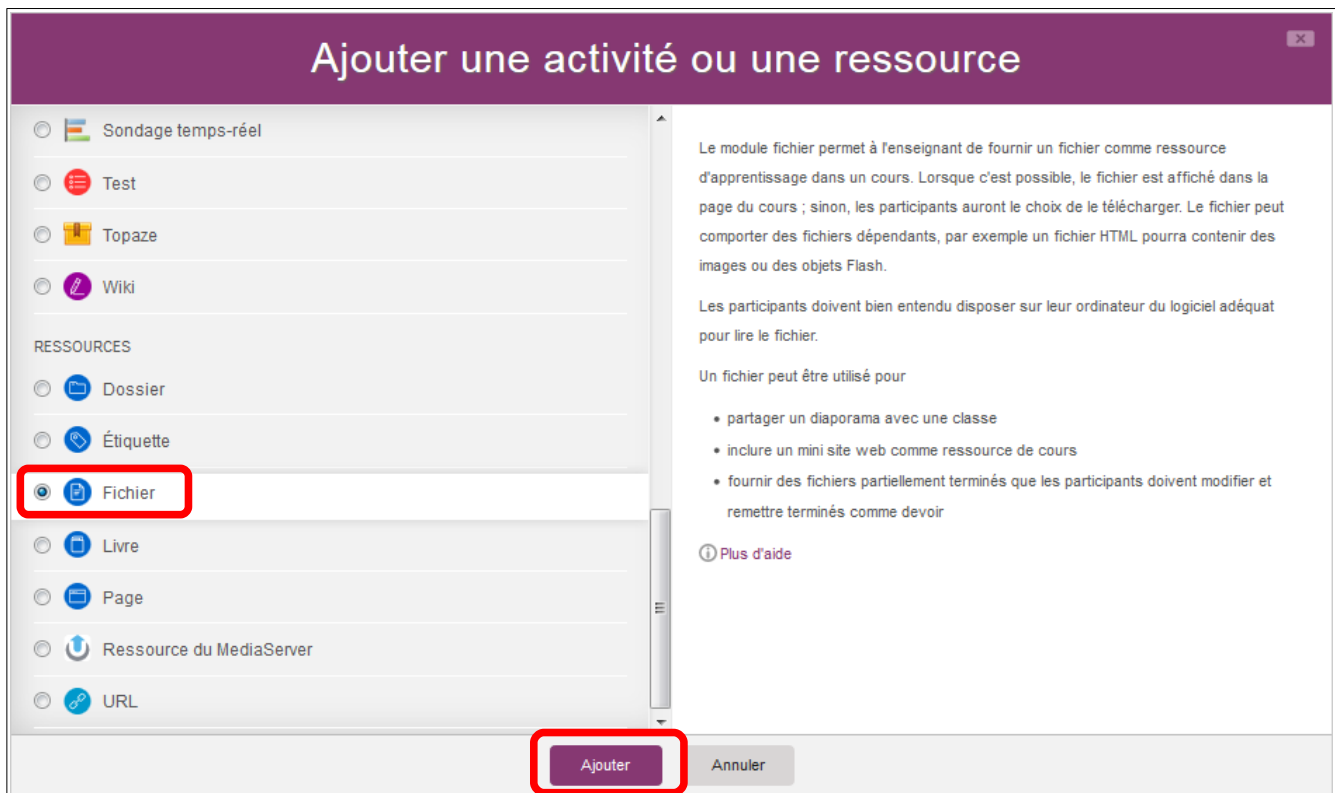 Ajouter une activité ou une ressource
Sondage temps-réel
Test
Topaze
Wiki
RESSOURCES
Dossier
Étiquette
Fichier
Livre
Page
Ressource du MediaServer
URL
Le module fichier permet à l'enseignant de fournir un fichier comme ressource
d'apprentissage dans un cours. Lorsque c'est possible, le fichier est affiché dans la
page du cours ; sinon, les participants auront le choix de le télécharger. Le fichier peut
comporter des fichiers dépendants, par exemple un fichier HTML pourra contenir des
images ou des objets Flash.
Les participants doivent bien entendu disposer sur leur ordinateur du logiciel adéquat
pour lire le fichier.
Un fichier peut être utilisé pour
• partager un diaporama avec une classe
• inclure un mini site web comme ressource de cours
• fournir des fichiers partiellement terminés que les participants doivent modifier et
remettre terminés comme devoir
Plus d'aide
Ajouter
Annuler